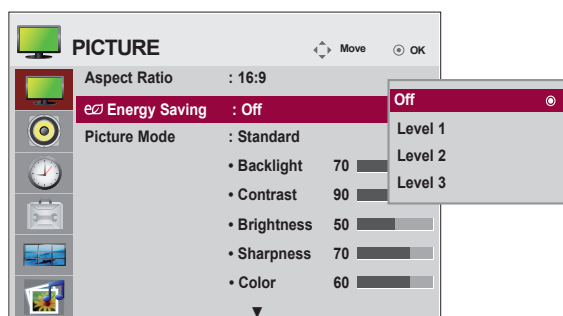 PICTURE
Move
OK
Aspect Ratio : 16:9
Energy Saving : Off
Picture Mode : Standard
• Backlight 70
• Contrast 90
• Brightness 50
• Sharpness 70
• Color 60
▼
Off
Level 1
Level 2
Level 3